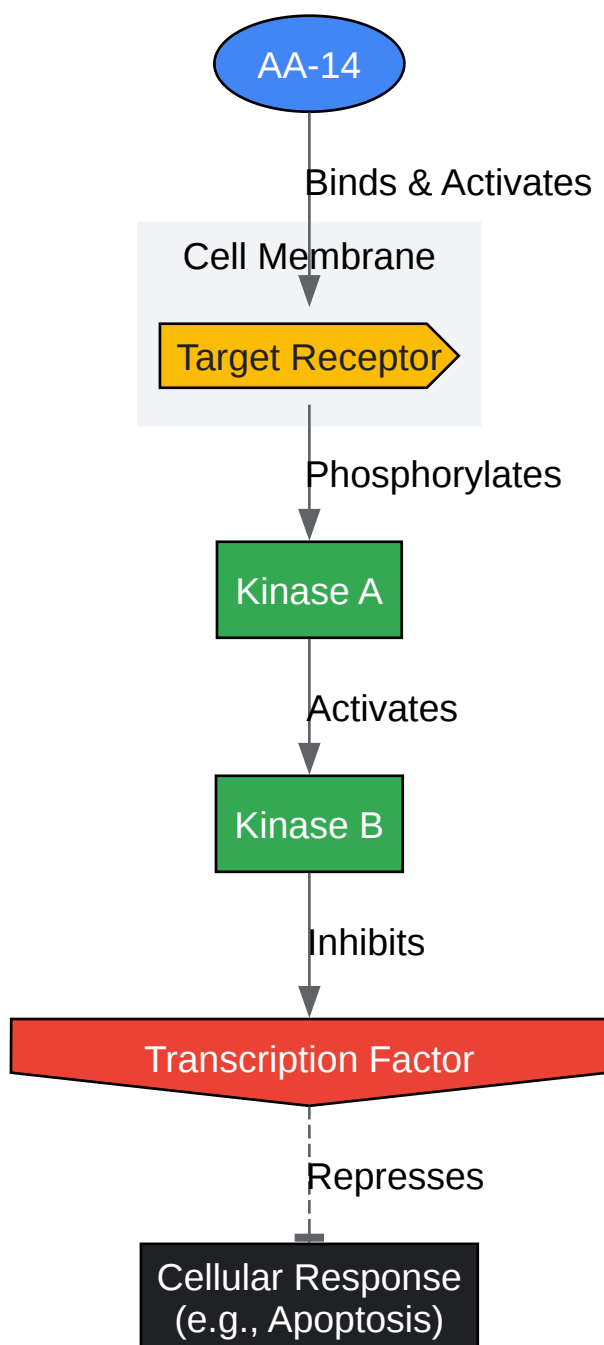 AA-14
Binds & Activates
Cell Membrane
Target Receptor
Phosphorylates
Kinase A
Activates
Kinase B
Inhibits
Transcription Factor
Represses
Cellular Response
(e.g., Apoptosis)